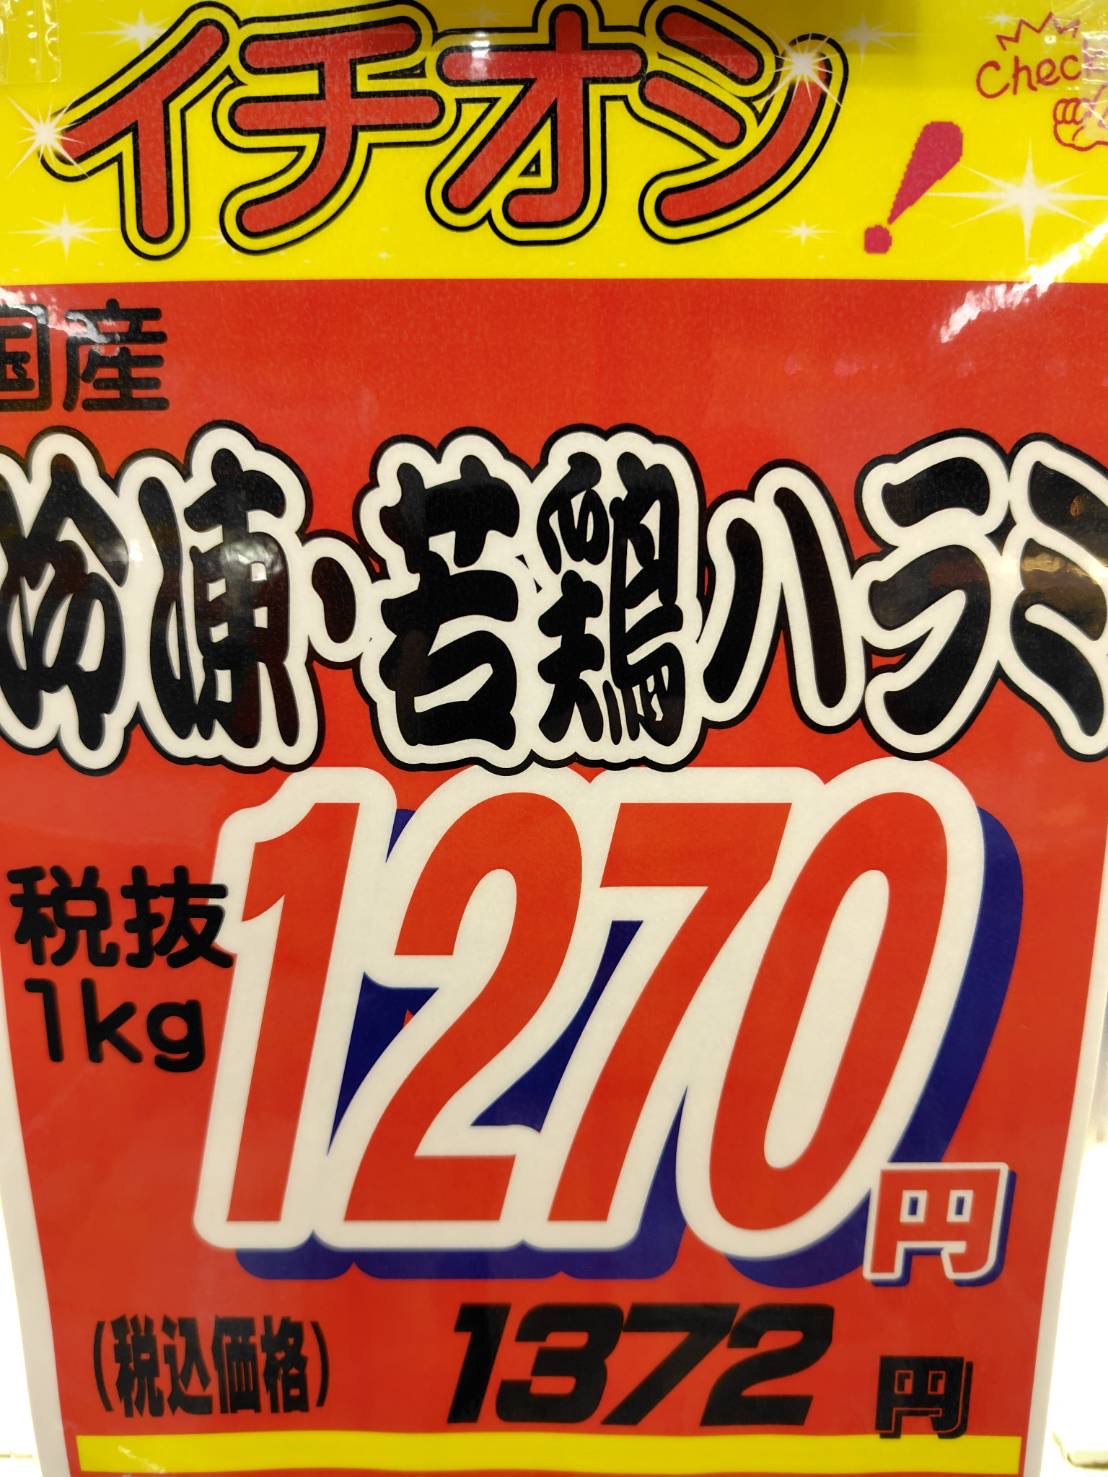 イチオシ!
Check
国産
冷凍・若鶏ハラミ
税抜
1kg
1270円
(税込価格) 1372円